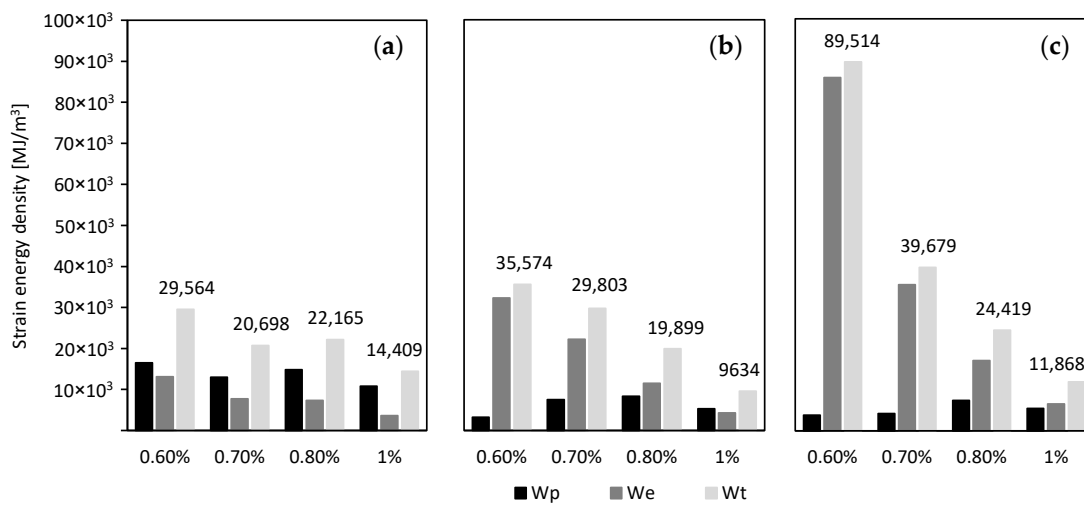 Strain energy density [MJ/m³]
100×10³
90×10³
80×10³
70×10³
60×10³
50×10³
40×10³
30×10³
20×10³
10×10³
(a)
29,564
20,698
22,165
14,409
0.60% 0.70% 0.80% 1%
(b)
35,574
29,803
19,899
9634
0.60% 0.70% 0.80% 1%
(c)
89,514
39,679
24,419
11,868
0.60% 0.70% 0.80% 1%
Wp We Wt